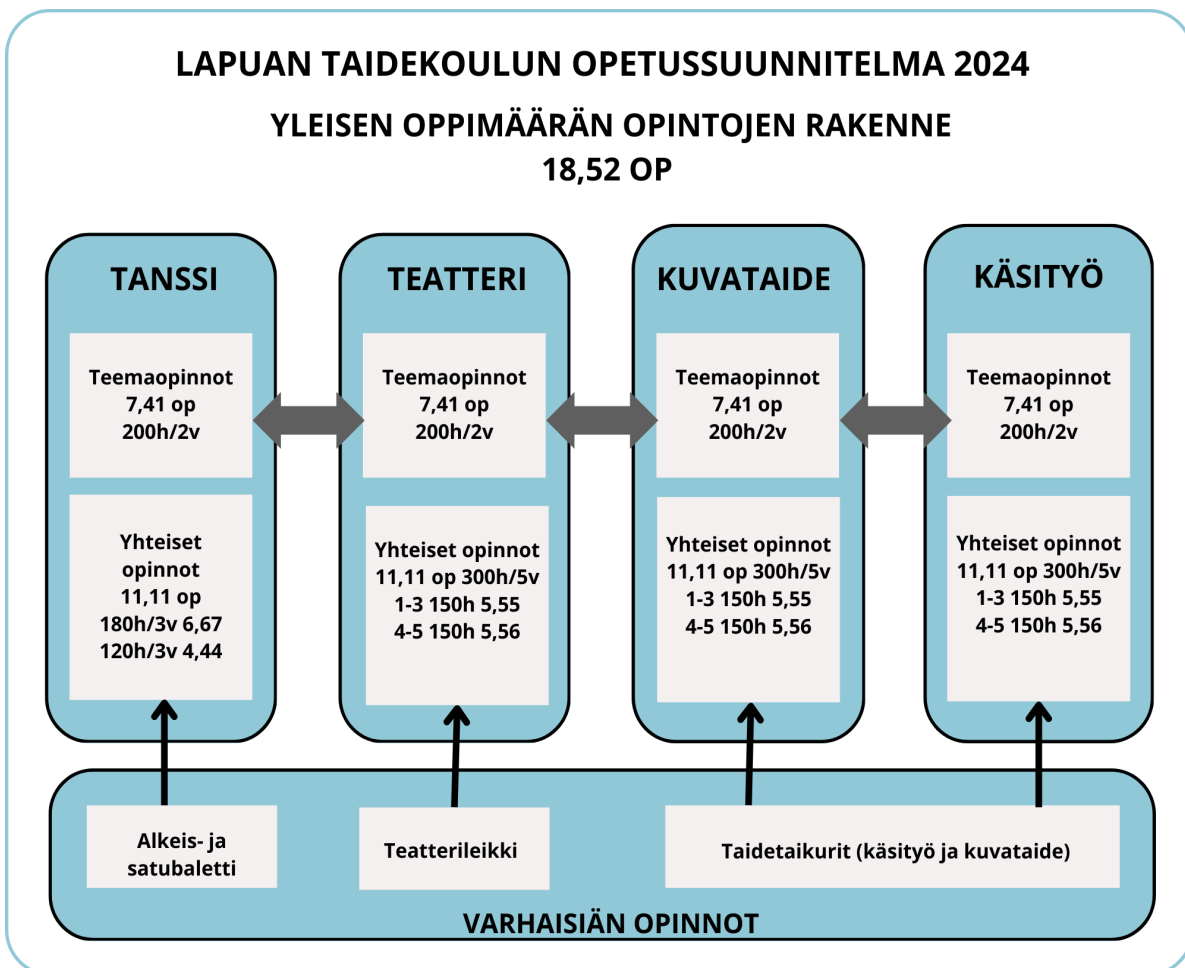 LAPUAN TAIDEKOULUN OPETUSSUUNNITELMA 2024
YLEISEN OPPIMÄÄRÄN OPINTOJEN RAKENNE
18,52 OP
TANSSI
Teemaopinnot
7,41 op
200h/2v
Yhteiset
opinnot
11,11 op
180h/3v 6,67
120h/3v 4,44
TEATTERI
Teemaopinnot
7,41 op
200h/2v
Yhteiset opinnot
11,11 op 300h/5v
1-3 150h 5,55
4-5 150h 5,56
KUVATAIDE
Teemaopinnot
7,41 op
200h/2v
Yhteiset opinnot
11,11 op 300h/5v
1-3 150h 5,55
4-5 150h 5,56
KÄSITYÖ
Teemaopinnot
7,41 op
200h/2v
Yhteiset opinnot
11,11 op 300h/5v
1-3 150h 5,55
4-5 150h 5,56
Alkeis- ja
satubaletti
Teatterileikki
Taidetaikurit (käsityö ja kuvataide)
VARHAISIÄN OPINNOT